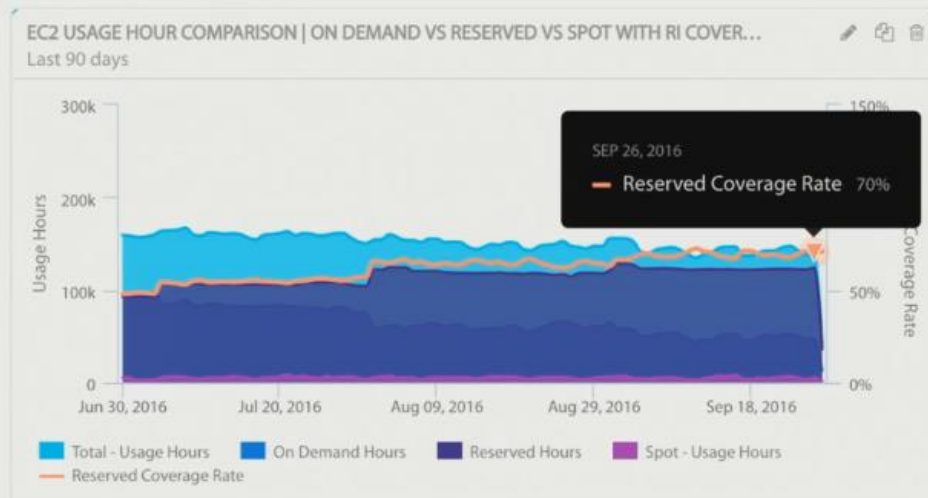 EC2 USAGE HOUR COMPARISON | ON DEMAND VS RESERVED VS SPOT WITH RI COVER...
Last 90 days
300k
150%
SEP 26, 2016
Reserved Coverage Rate 70%
200k
Usage Hours
Coverage Rate
100k
50%
0
0%
Jun 30, 2016
Jul 20, 2016
Aug 09, 2016
Aug 29, 2016
Sep 18, 2016
Total - Usage Hours
On Demand Hours
Reserved Hours
Spot - Usage Hours
Reserved Coverage Rate